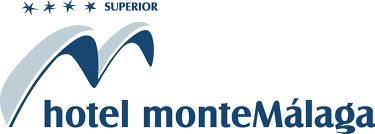 ★ ★ ★ ★ SUPERIOR
hotel monteMálaga